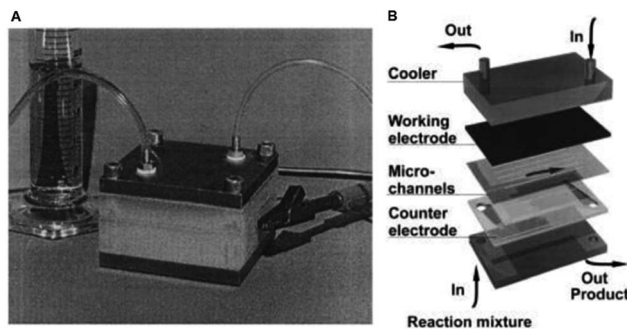 A
B
Out
In
Cooler
Working
electrode
Micro-
channels
Counter
electrode
In
Out
Product
Reaction mixture